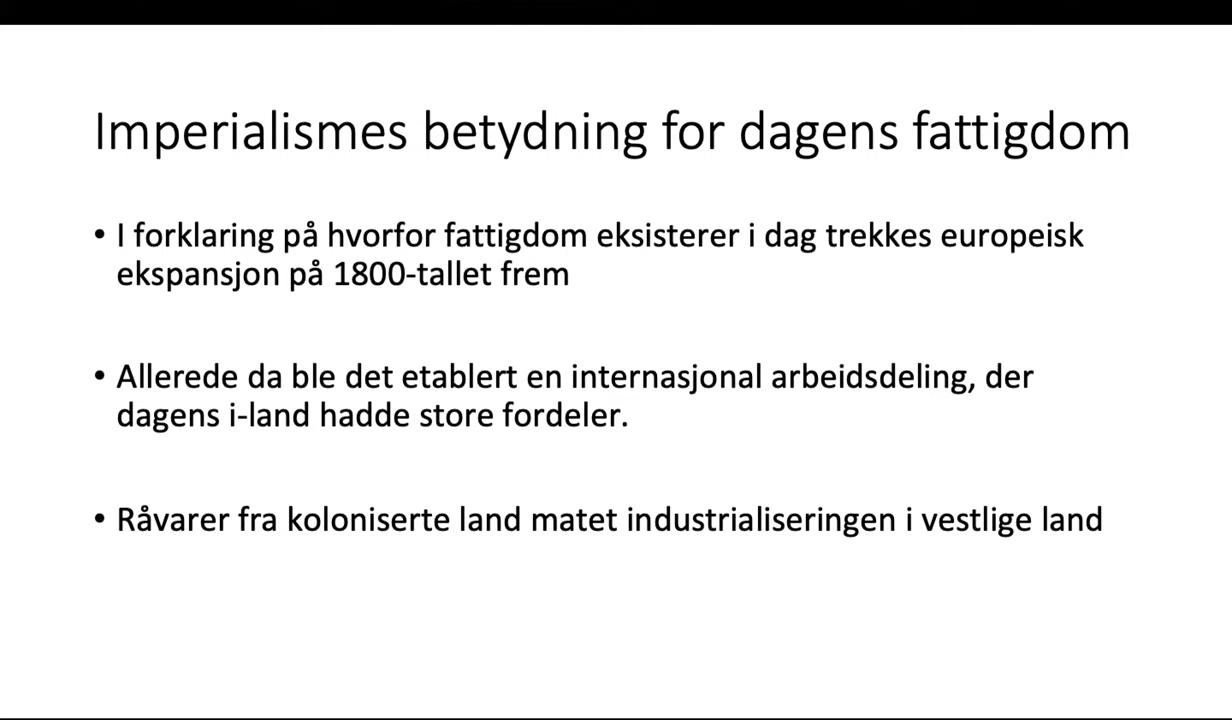 Imperialismes betydning for dagens fattigdom
• I forklaring på hvorfor fattigdom eksisterer i dag trekkes europeisk
ekspansjon på 1800-tallet frem
• Allerede da ble det etablert en internasjonal arbeidsdeling, der
dagens i-land hadde store fordeler.
• Råvarer fra koloniserte land matet industrialiseringen i vestlige land